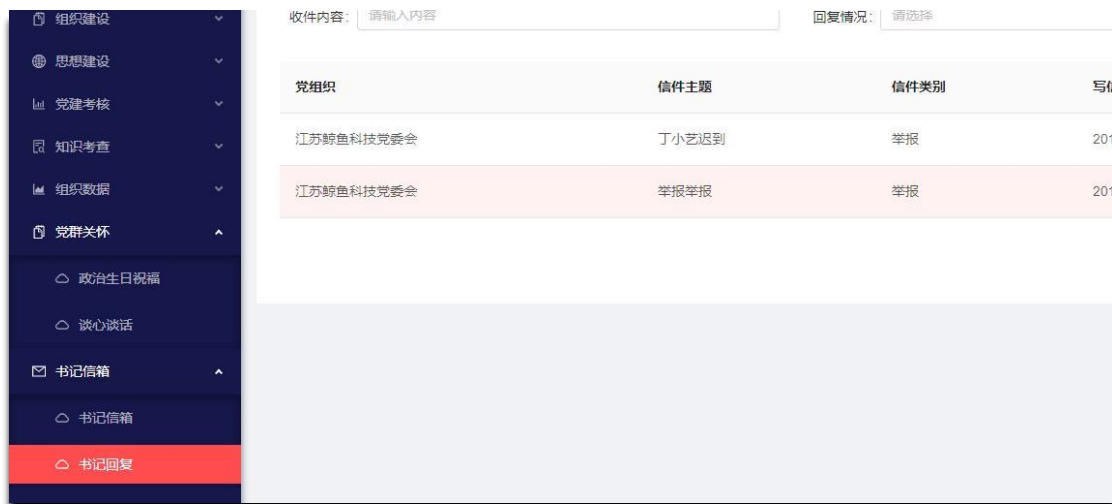 组织建设
思想建设
党建考核
知识考查
组织数据
党群关怀
政治生日祝福
谈心谈话
书记信箱
书记信箱
书记回复
收件内容: 请输入内容 回复情况: 请选择
党组织 信件主题 信件类别 写信
江苏鲸鱼科技党委会 丁小艺迟到 举报 201
江苏鲸鱼科技党委会 举报举报 举报 201